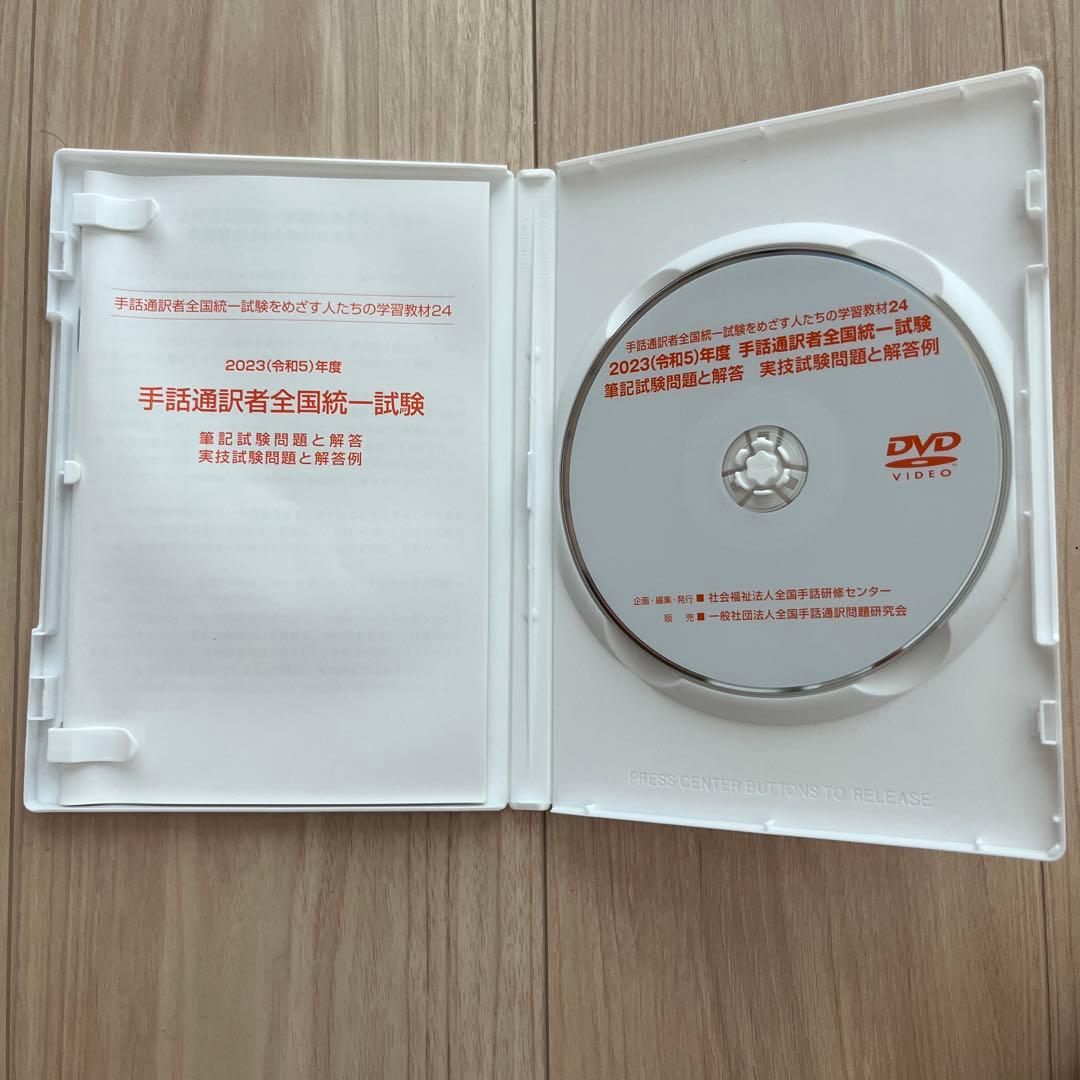 手話通訳者全国統一試験をめざす人たちの学習教材24
2023(令和5)年度
手話通訳者全国統一試験
筆記試験問題と解答
実技試験問題と解答例
手話通訳者全国統一試験をめざす人たちの学習教材24
2023(令和5)年度 手話通訳者全国統一試験
筆記試験問題と解答 実技試験問題と解答例
DVD
VIDEO
企画・編集・発行 ■ 社会福祉法人全国手話研修センター
販 売 ■ 一般社団法人全国手話通訳問題研究会
PRESS CENTER BUTTONS TO RELEASE